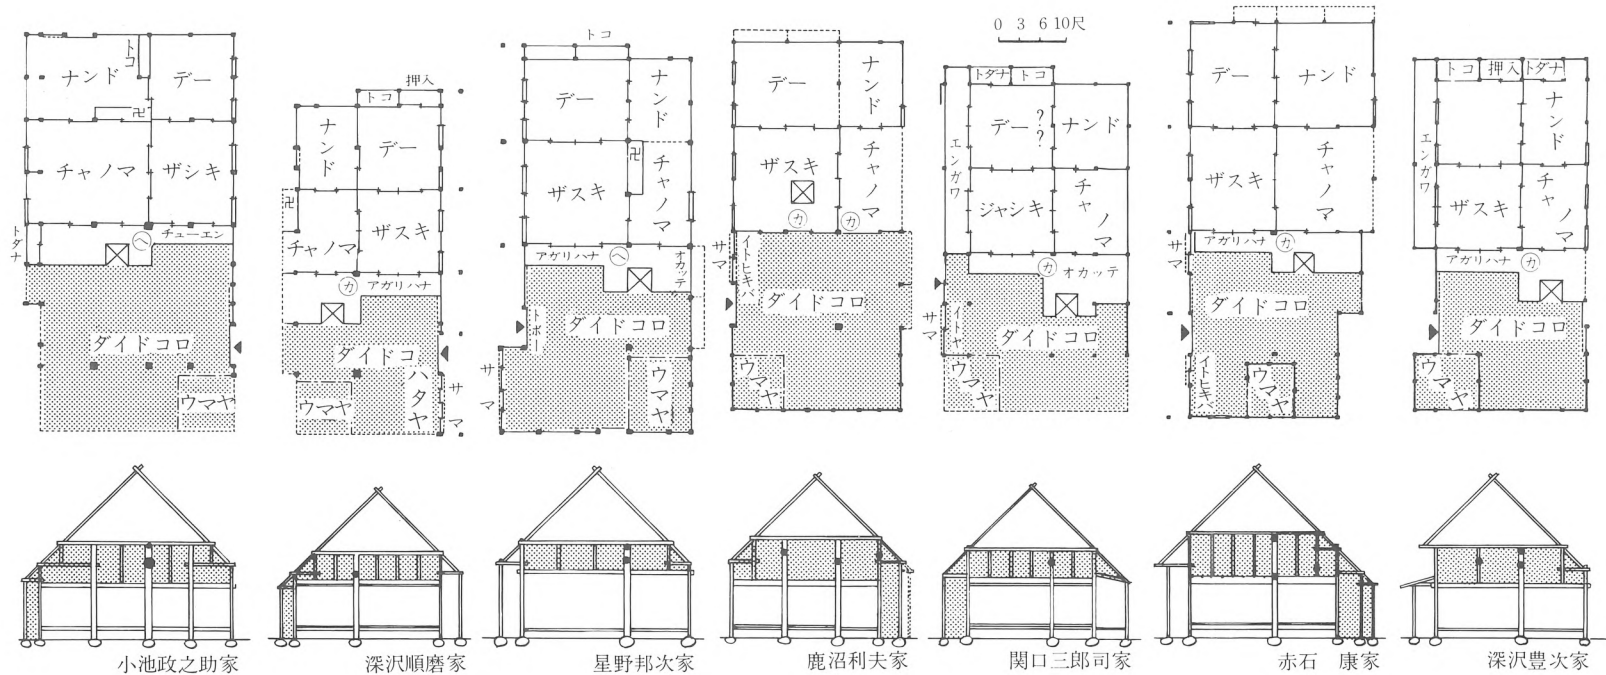 トコ
ナンド
デー
卍
チャノマ
ザシキ
トダナ
チューエン
ヘ
ダイドコロ
ウマヤ
押入
トコ
ナンド
デー
卍
チャノマ
ザスキ
カ
アガリハナ
ダイドコ
ウマヤ
ハタヤ
サマ
トコ
デー
ナンド
ザスキ
卍
チャノマ
アガリハナ
ヘ
オカッテ
トボー
ダイドコロ
サマ
ウマヤ
デー
ナンド
ザスキ
チャノマ
カ
カ
サマ
イトヒキバ
ダイドコロ
ウマヤ
0 3 6 10尺
トダナ
トコ
エンガワ
デー??
ナンド
ジャシキ
チャノマ
カ
オカッテ
サマ
イトヤ
ダイドコロ
ウマヤ
デー
ナンド
ザスキ
チャノマ
サマ
アガリハナ
カ
ダイドコロ
イトヒキバ
ウマヤ
トコ
押入
トダナ
エンガワ
ナンド
ザスキ
チャノマ
アガリハナ
カ
ダイドコロ
ウマヤ
小池政之助家
深沢順磨家
星野邦次家
鹿沼利夫家
関口三郎司家
赤石 康家
深沢豊次家